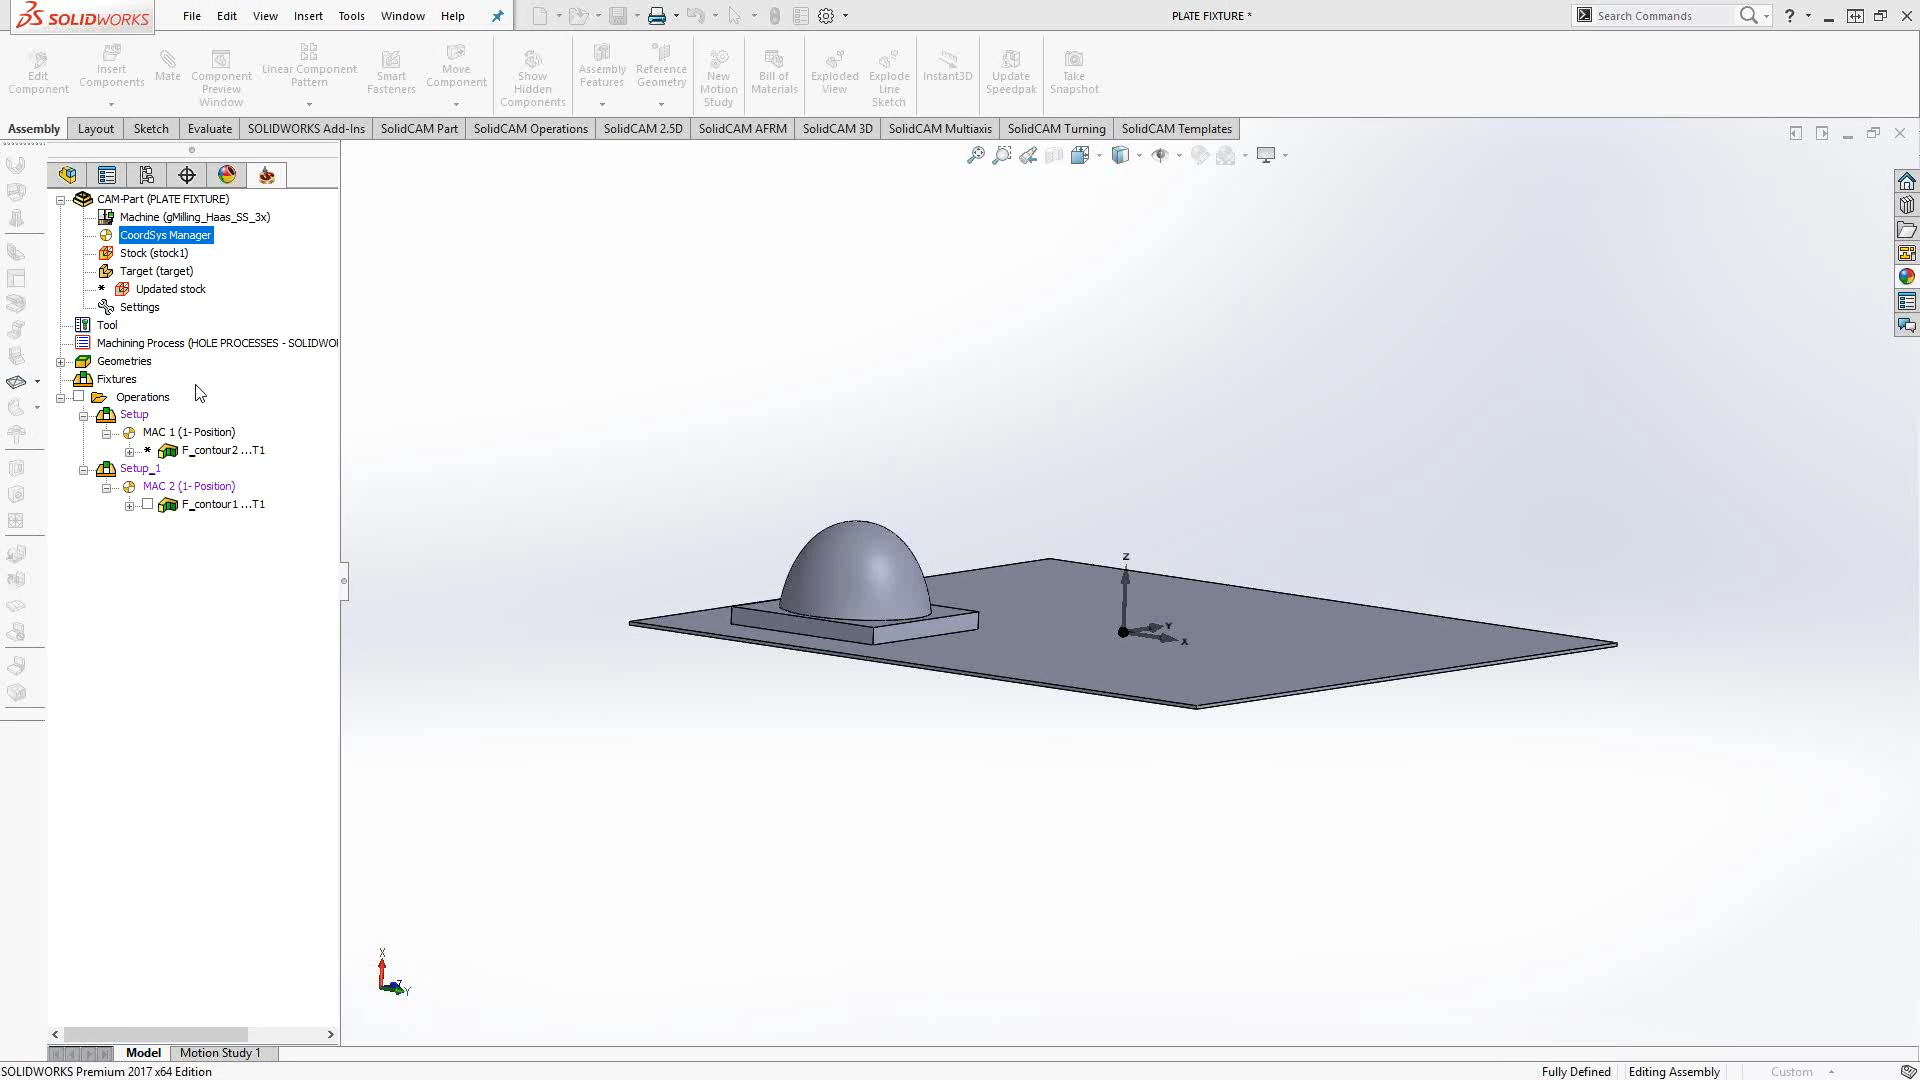 SOLIDWORKS
File Edit View Insert Tools Window Help
PLATE FIXTURE *
Search Commands
?
Edit Component
Insert Components
Mate
Component Preview Window
Linear Component Pattern
Smart Fasteners
Move Component
Show Hidden Components
Assembly Features
Reference Geometry
New Motion Study
Bill of Materials
Exploded View
Explode Line Sketch
Instant3D
Update Speedpak
Take Snapshot
Assembly Layout Sketch Evaluate SOLIDWORKS Add-Ins SolidCAM Part SolidCAM Operations SolidCAM 2.5D SolidCAM AFRM SolidCAM 3D SolidCAM Multiaxis SolidCAM Turning SolidCAM Templates
CAM-Part (PLATE FIXTURE)
Machine (gMilling_Haas_SS_3x)
CoordSys Manager
Stock (stock1)
Target (target)
* Updated stock
Settings
Tool
Machining Process (HOLE PROCESSES - SOLIDWO
Geometries
Fixtures
Operations
Setup
MAC 1 (1- Position)
* F_contour2 ...T1
Setup_1
MAC 2 (1- Position)
F_contour1 ...T1
Z
Y
X
X
Z
Y
Model Motion Study 1
SOLIDWORKS Premium 2017 x64 Edition
Fully Defined Editing Assembly Custom